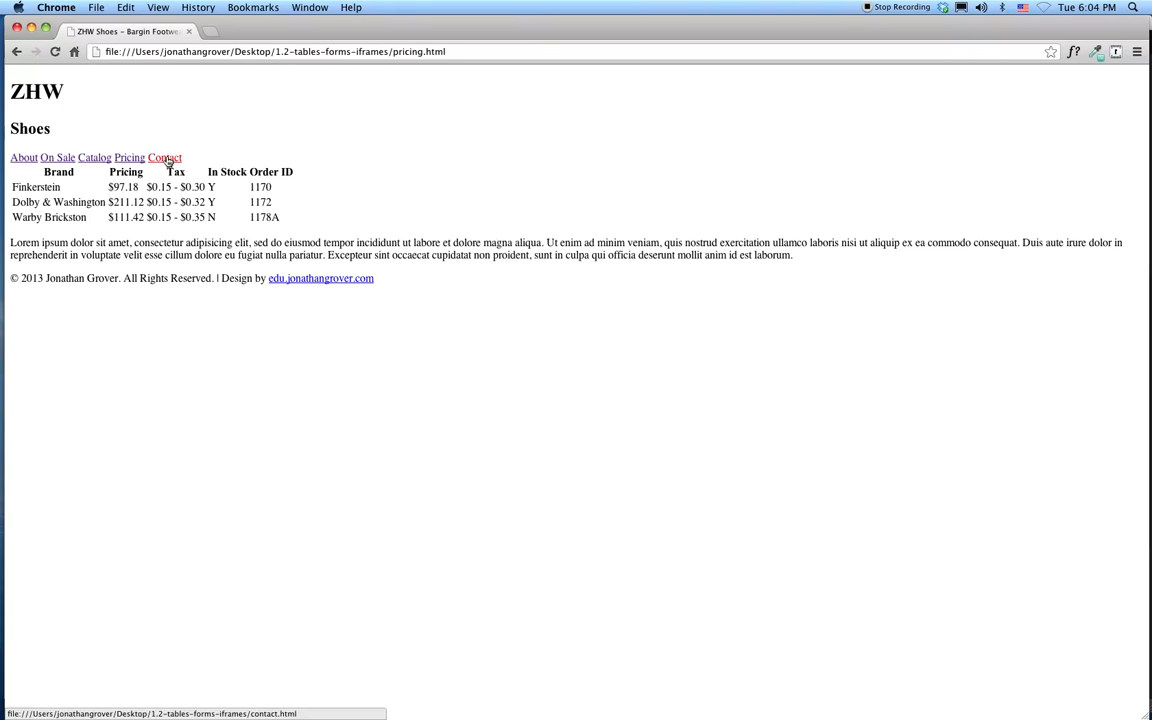 Chrome File Edit View History Bookmarks Window Help Stop Recording Tue 6:04 PM
ZHW Shoes – Bargin Footwe
file:///Users/jonathangrover/Desktop/1.2-tables-forms-iframes/pricing.html f?
ZHW
Shoes
About On Sale Catalog Pricing Contact
Brand Pricing Tax In Stock Order ID
Finkerstein $97.18 $0.15 - $0.30 Y 1170
Dolby & Washington $211.12 $0.15 - $0.32 Y 1172
Warby Brickston $111.42 $0.15 - $0.35 N 1178A
Lorem ipsum dolor sit amet, consectetur adipisicing elit, sed do eiusmod tempor incididunt ut labore et dolore magna aliqua. Ut enim ad minim veniam, quis nostrud exercitation ullamco laboris nisi ut aliquip ex ea commodo consequat. Duis aute irure dolor in
reprehenderit in voluptate velit esse cillum dolore eu fugiat nulla pariatur. Excepteur sint occaecat cupidatat non proident, sunt in culpa qui officia deserunt mollit anim id est laborum.
© 2013 Jonathan Grover. All Rights Reserved. | Design by edu.jonathangrover.com
file:///Users/jonathangrover/Desktop/1.2-tables-forms-iframes/contact.html